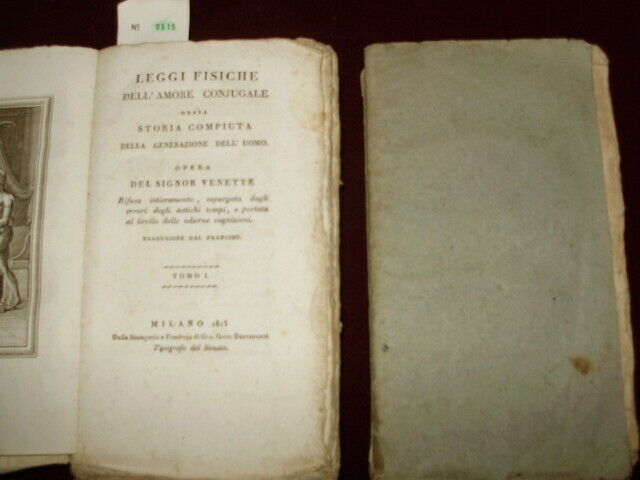 Nº 8515
LEGGI FISICHE
DELL' AMORE CONJUGALE
OSSIA
STORIA COMPIUTA
DELLA GENERAZIONE DELL' UOMO.
OPERA
DEL SIGNOR VENETTE
Rifusa intieramente, espurgata dagli
errori degli antichi tempi, e portata
al livello delle odierne cognizioni.
TRADUZIONE DAL FRANCESE.
TOMO I.
MILANO 1813
Dalla Stamperia e Fonderia di Gio. Gius. Destefanis
Tipografo del Senato.